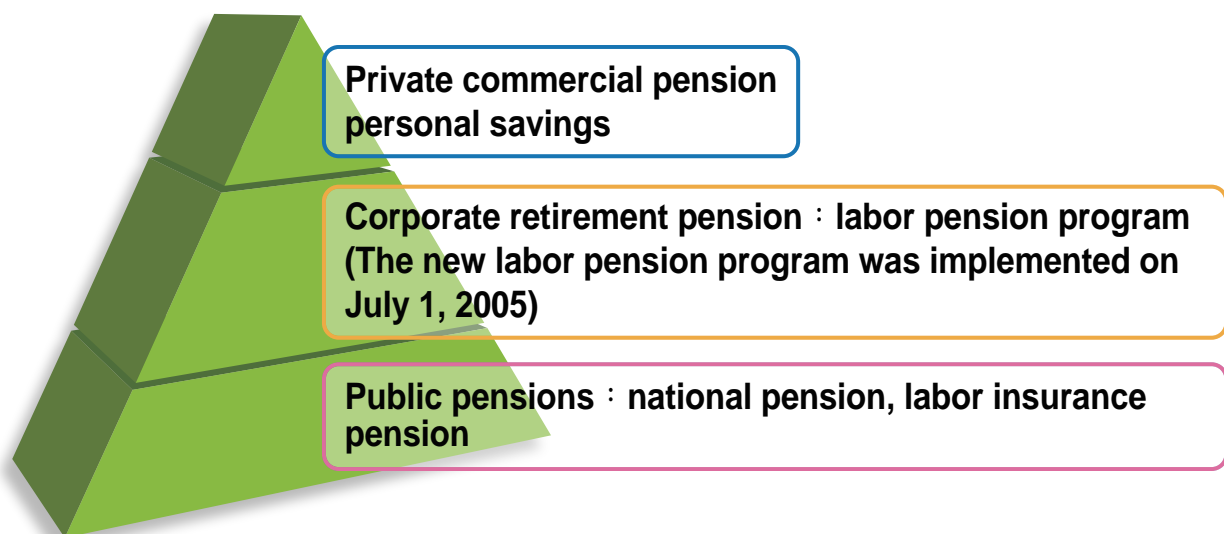 Private commercial pension
personal savings
Corporate retirement pension：labor pension program
(The new labor pension program was implemented on
July 1, 2005)
Public pensions：national pension, labor insurance
pension